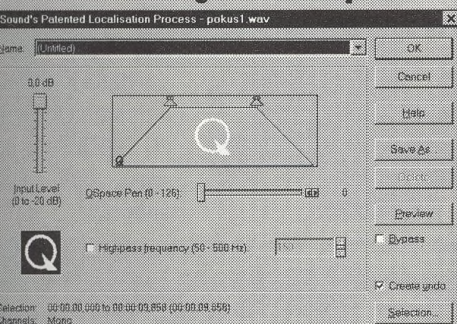 Sound's Patented Localisation Process - pokus1.wav
Name: (Untitled)
OK
Cancel
Help
Save As
Preview
Bypass
Create undo
Selection...
0,0 dB
Input Level
(0 to -20 dB)
Q
QSpace Pan (0 - 126):
0
Q
Highpass frequency (50 - 500 Hz):
Selection: 00:00,00,000 to 00:00:09,858 (00:00,09,858)
Channels: Mono